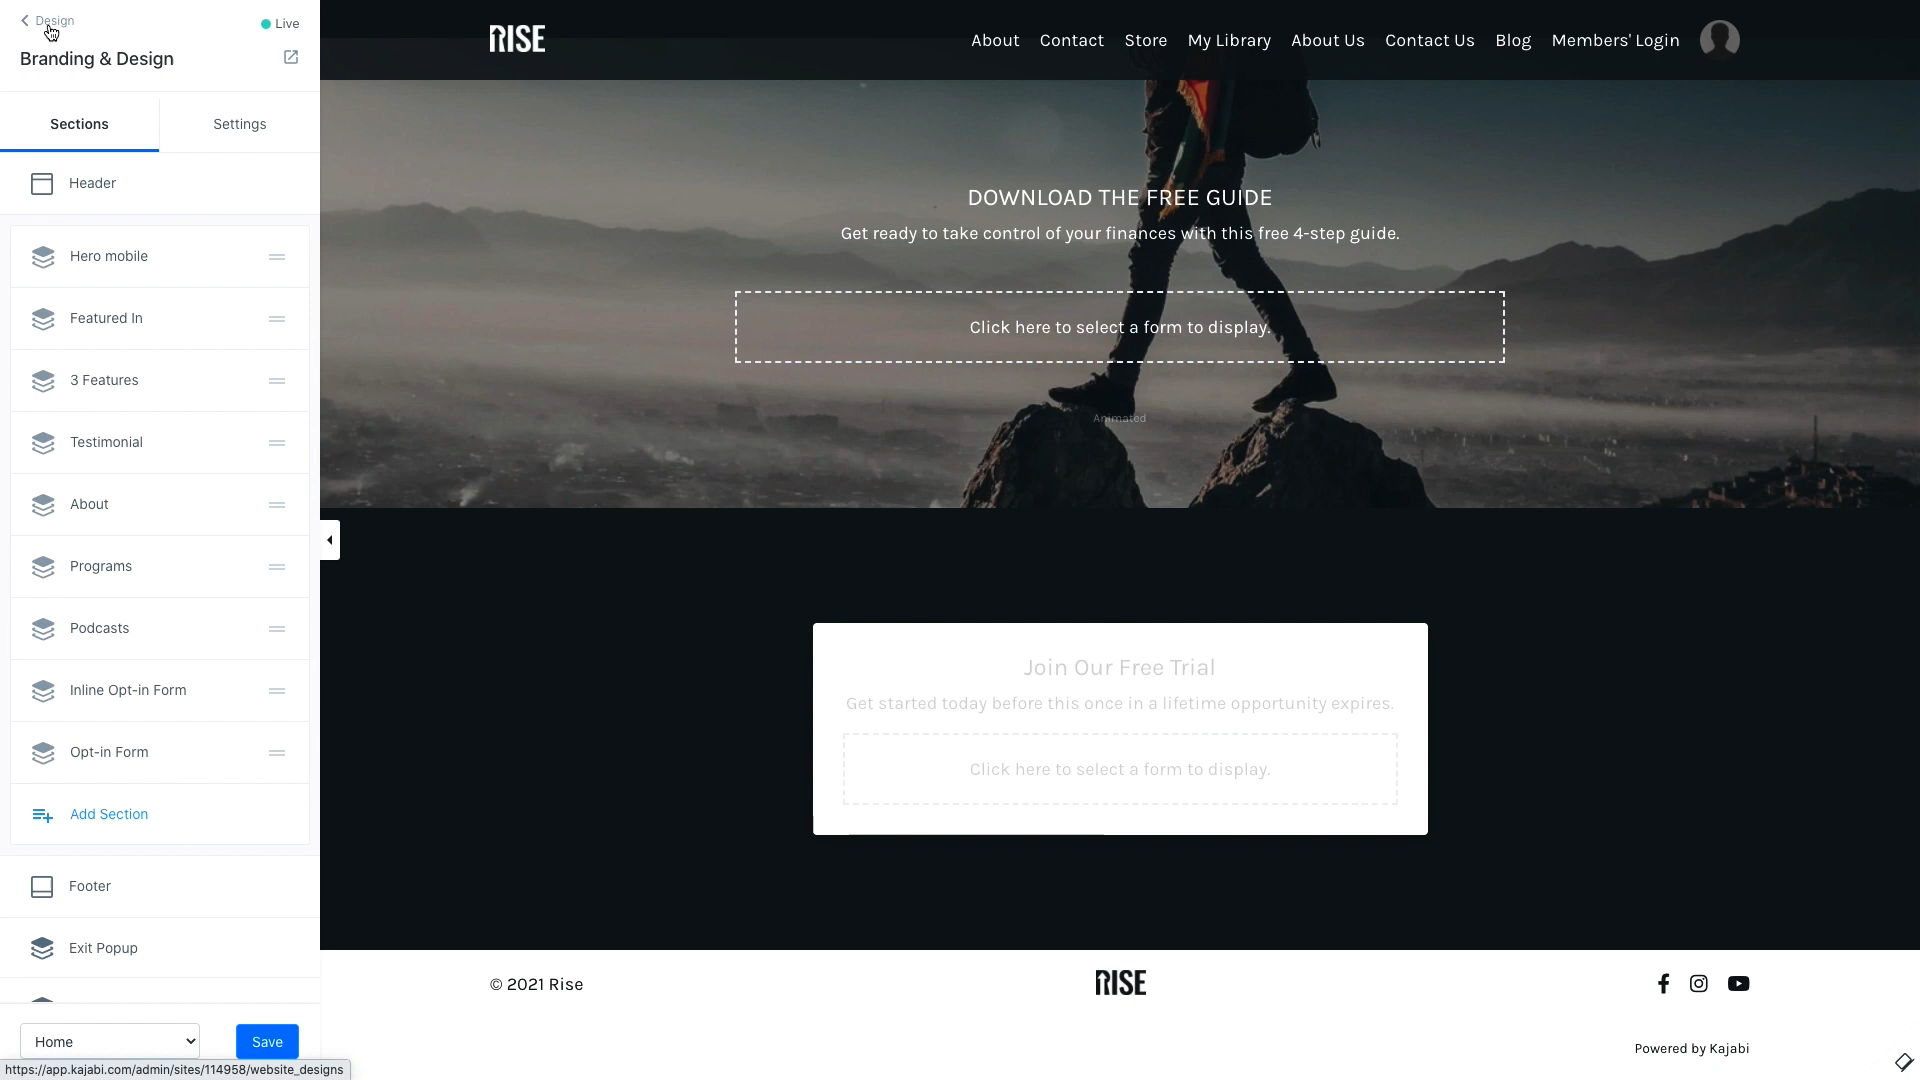 Design
Live
Branding & Design
Sections
Settings
Header
Hero mobile
Featured In
3 Features
Testimonial
About
Programs
Podcasts
Inline Opt-in Form
Opt-in Form
Add Section
Footer
Exit Popup
Home
Save
https://app.kajabi.com/admin/sites/114958/website_designs
RISE
About Contact Store My Library About Us Contact Us Blog Members' Login
DOWNLOAD THE FREE GUIDE
Get ready to take control of your finances with this free 4-step guide.
Click here to select a form to display.
Animated
Join Our Free Trial
Get started today before this once in a lifetime opportunity expires.
Click here to select a form to display.
© 2021 Rise
RISE
Powered by Kajabi